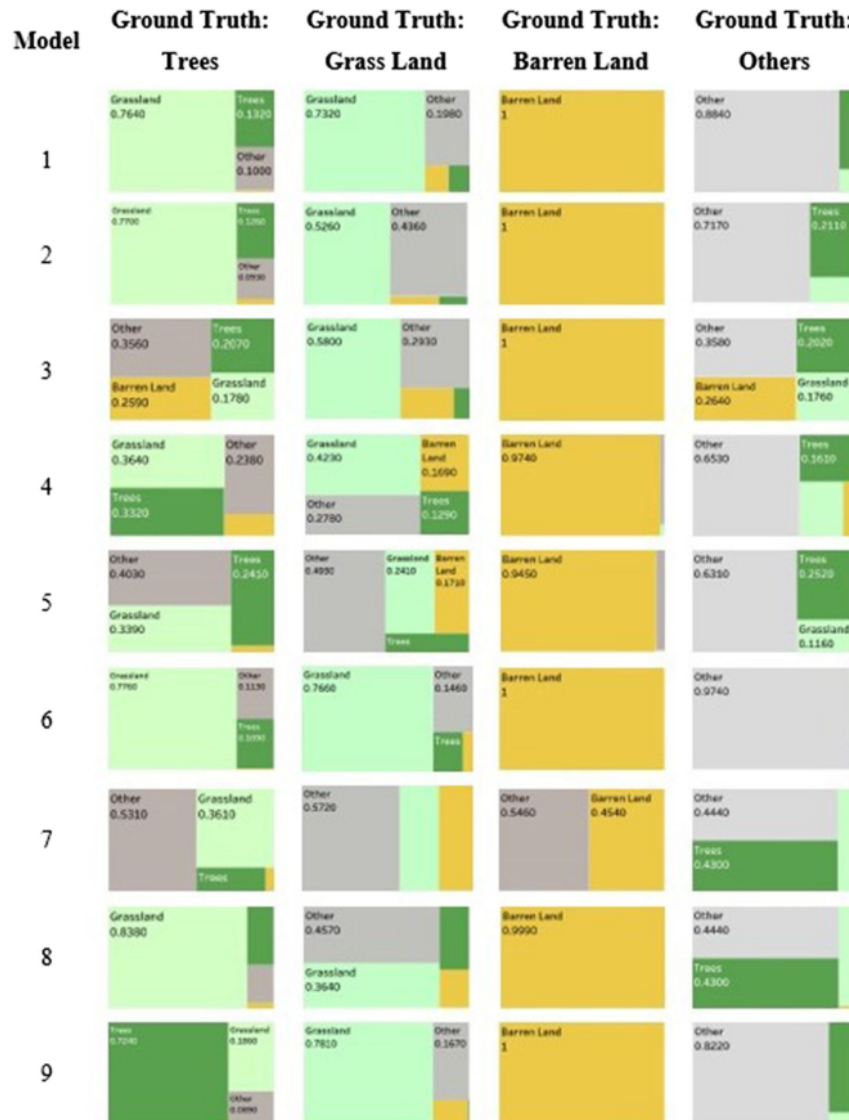 Model
Ground Truth:
Trees
Ground Truth:
Grass Land
Ground Truth:
Barren Land
Ground Truth:
Others
1
Grassland
0.7640
Trees
0.1320
Other
0.1000
Grassland
0.7320
Other
0.1980
Barren Land
1
Other
0.8840
2
Grassland
0.7700
Trees
0.1260
Other
0.0930
Grassland
0.5260
Other
0.4360
Barren Land
1
Other
0.7170
Trees
0.2110
3
Other
0.3560
Trees
0.2070
Barren Land
0.2590
Grassland
0.1780
Grassland
0.5800
Other
0.2930
Barren Land
1
Other
0.3580
Trees
0.2020
Barren Land
0.2640
Grassland
0.1760
4
Grassland
0.3640
Other
0.2380
Trees
0.3320
Grassland
0.4230
Barren
Land
0.1690
Other
0.2780
Trees
0.1290
Barren Land
0.9740
Other
0.6530
Trees
0.1610
5
Other
0.4030
Trees
0.2410
Grassland
0.3390
Other
0.4930
Grassland
0.2410
Barren
Land
0.1710
Trees
Barren Land
0.9450
Other
0.6310
Trees
0.2520
Grassland
0.1160
6
Grassland
0.7760
Other
0.1130
Trees
Grassland
0.7660
Other
0.1460
Trees
Barren Land
1
Other
0.9740
7
Other
0.5310
Grassland
0.3610
Trees
Other
0.5720
Other
0.5460
Barren Land
0.4540
Other
0.4440
Trees
0.4300
8
Grassland
0.8380
Other
0.4570
Grassland
0.3640
Barren Land
0.9990
Other
0.4440
Trees
0.4300
9
Trees
0.7240
Grassland
0.1860
Other
0.0890
Grassland
0.7810
Other
0.1670
Barren Land
1
Other
0.8220